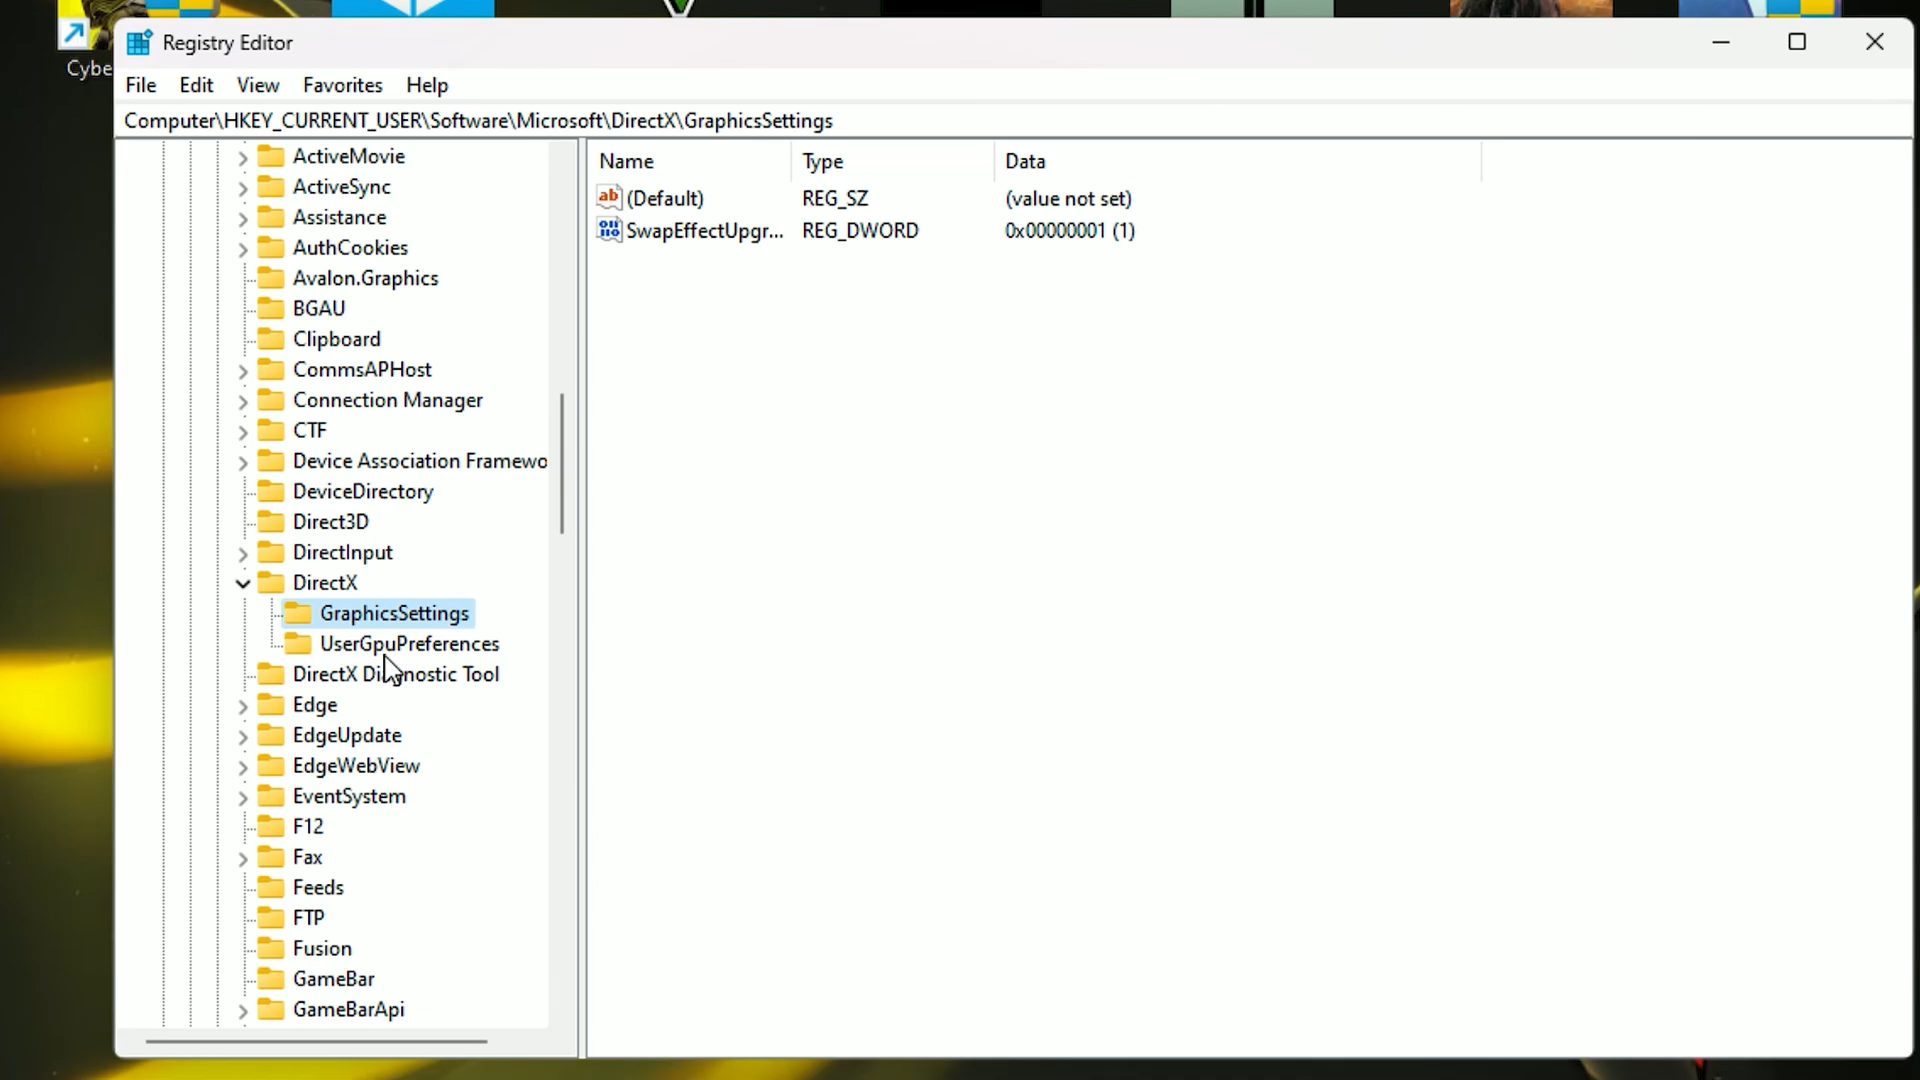 Cybe
Registry Editor
File Edit View Favorites Help
Computer\HKEY_CURRENT_USER\Software\Microsoft\DirectX\GraphicsSettings
Name Type Data
(Default) REG_SZ (value not set)
SwapEffectUpgr... REG_DWORD 0x00000001 (1)
ActiveMovie
ActiveSync
Assistance
AuthCookies
Avalon.Graphics
BGAU
Clipboard
CommsAPHost
Connection Manager
CTF
Device Association Framewo
DeviceDirectory
Direct3D
DirectInput
DirectX
GraphicsSettings
UserGpuPreferences
DirectX Diagnostic Tool
Edge
EdgeUpdate
EdgeWebView
EventSystem
F12
Fax
Feeds
FTP
Fusion
GameBar
GameBarApi